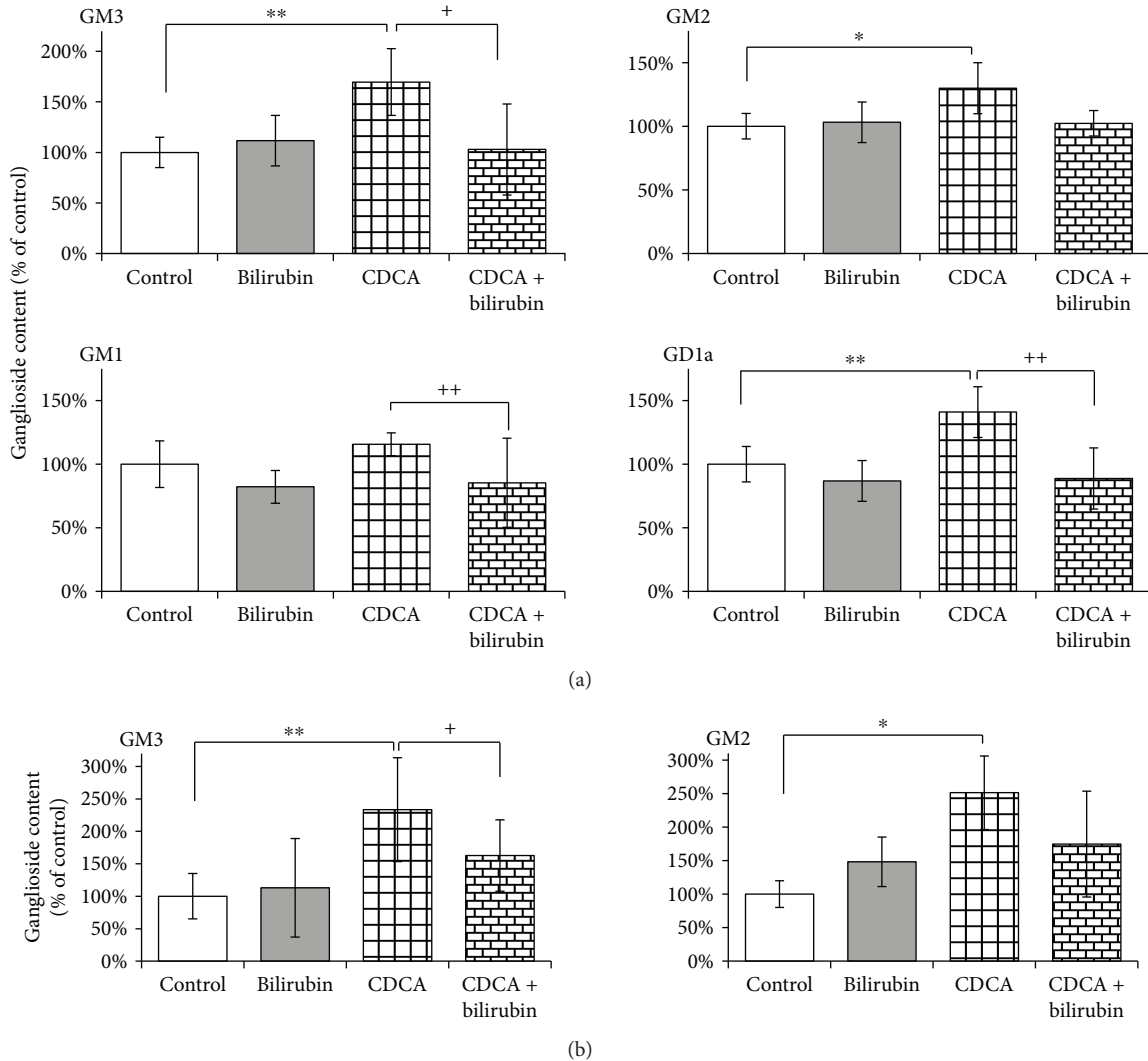 Ganglioside content (% of control)
GM3
**
+
200%
150%
100%
50%
0%
Control
Bilirubin
CDCA
CDCA +
bilirubin
GM2
*
150%
100%
50%
0%
Control
Bilirubin
CDCA
CDCA +
bilirubin
GM1
++
150%
100%
50%
0%
Control
Bilirubin
CDCA
CDCA +
bilirubin
GD1a
**
++
150%
100%
50%
0%
Control
Bilirubin
CDCA
CDCA +
bilirubin
(a)
Ganglioside content
(% of control)
GM3
**
+
300%
250%
200%
150%
100%
50%
0%
Control
Bilirubin
CDCA
CDCA +
bilirubin
GM2
*
300%
250%
200%
150%
100%
50%
0%
Control
Bilirubin
CDCA
CDCA +
bilirubin
(b)